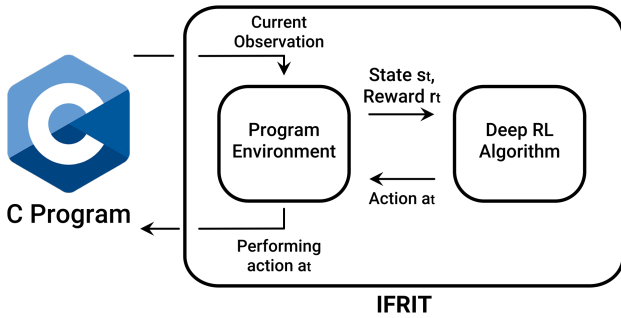 Current
Observation
State st,
Reward rt
Program
Environment
Deep RL
Algorithm
C
C Program
Action at
Performing
action at
IFRIT